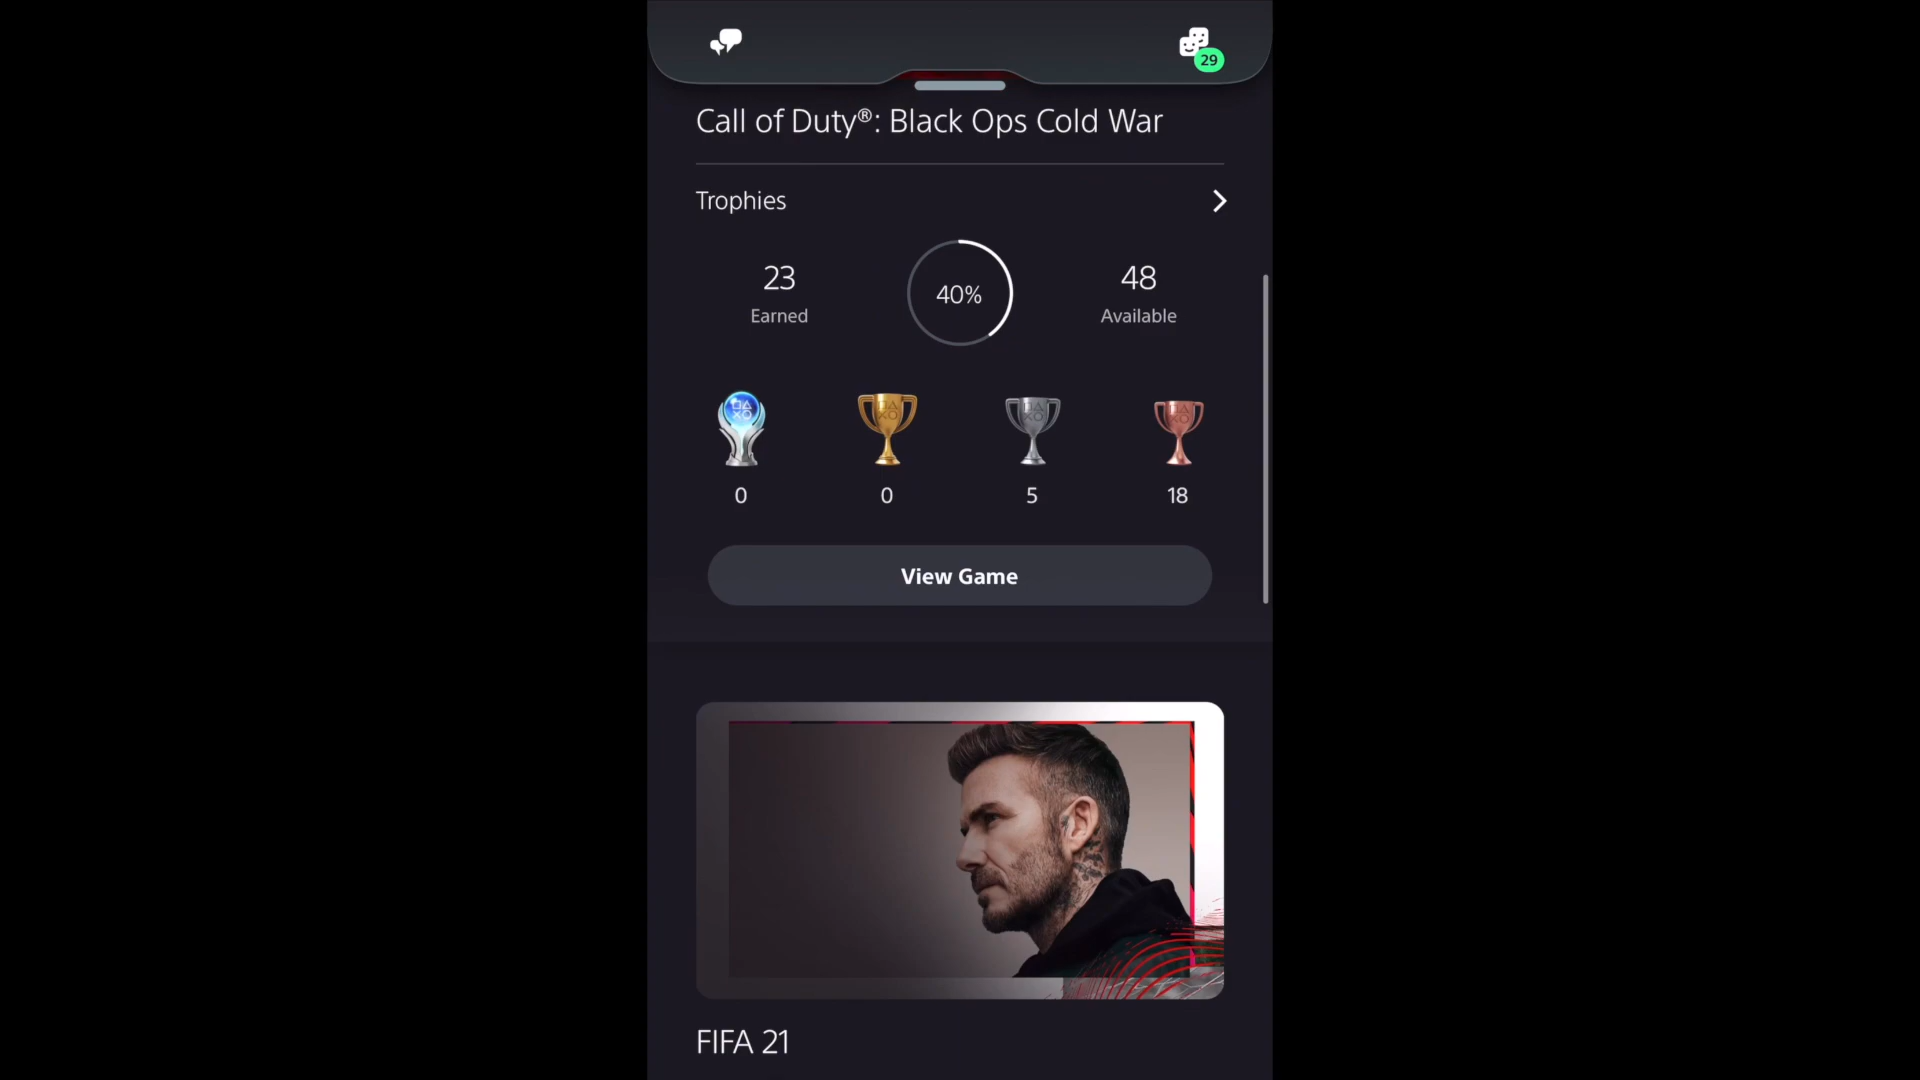 29
Call of Duty®: Black Ops Cold War
Trophies
23
Earned
40%
48
Available
0
0
5
18
View Game
FIFA 21